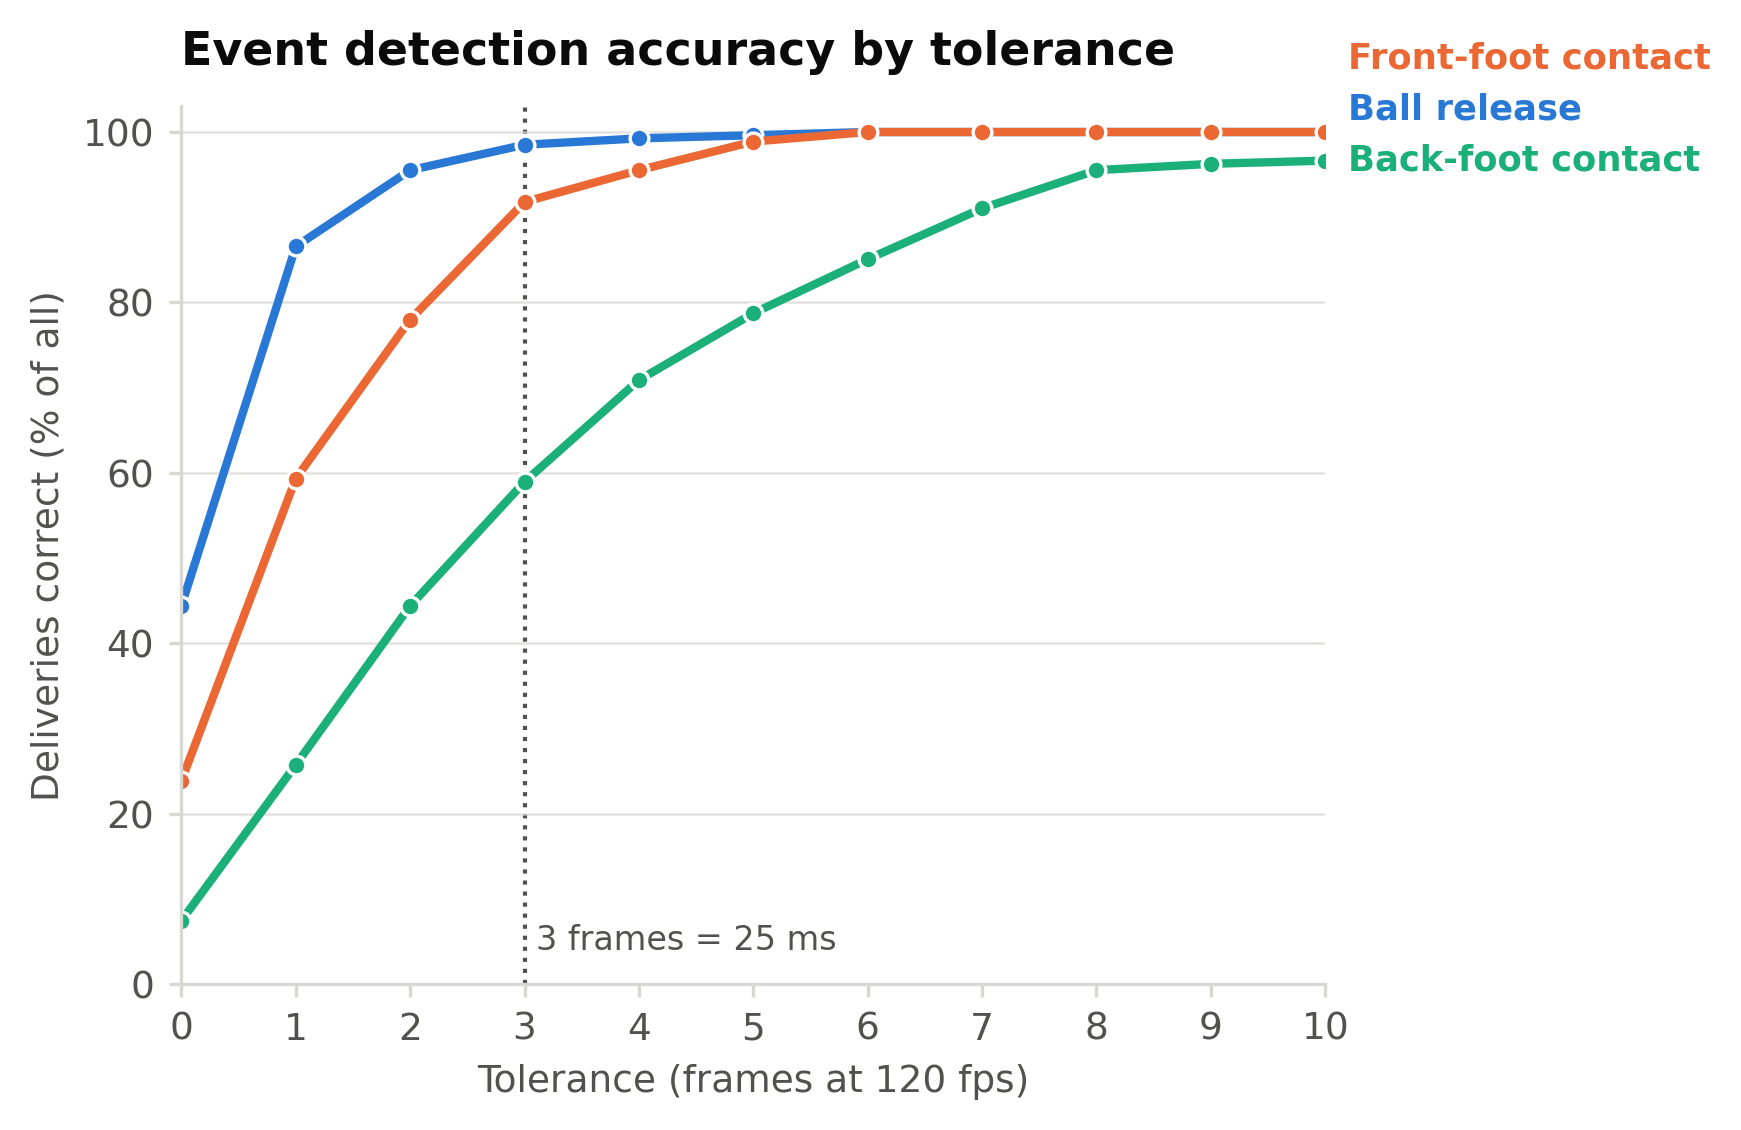 Event detection accuracy by tolerance
Front-foot contact
Ball release
Back-foot contact
Deliveries correct (% of all)
100
80
60
40
20
0
3 frames = 25 ms
0 1 2 3 4 5 6 7 8 9 10
Tolerance (frames at 120 fps)